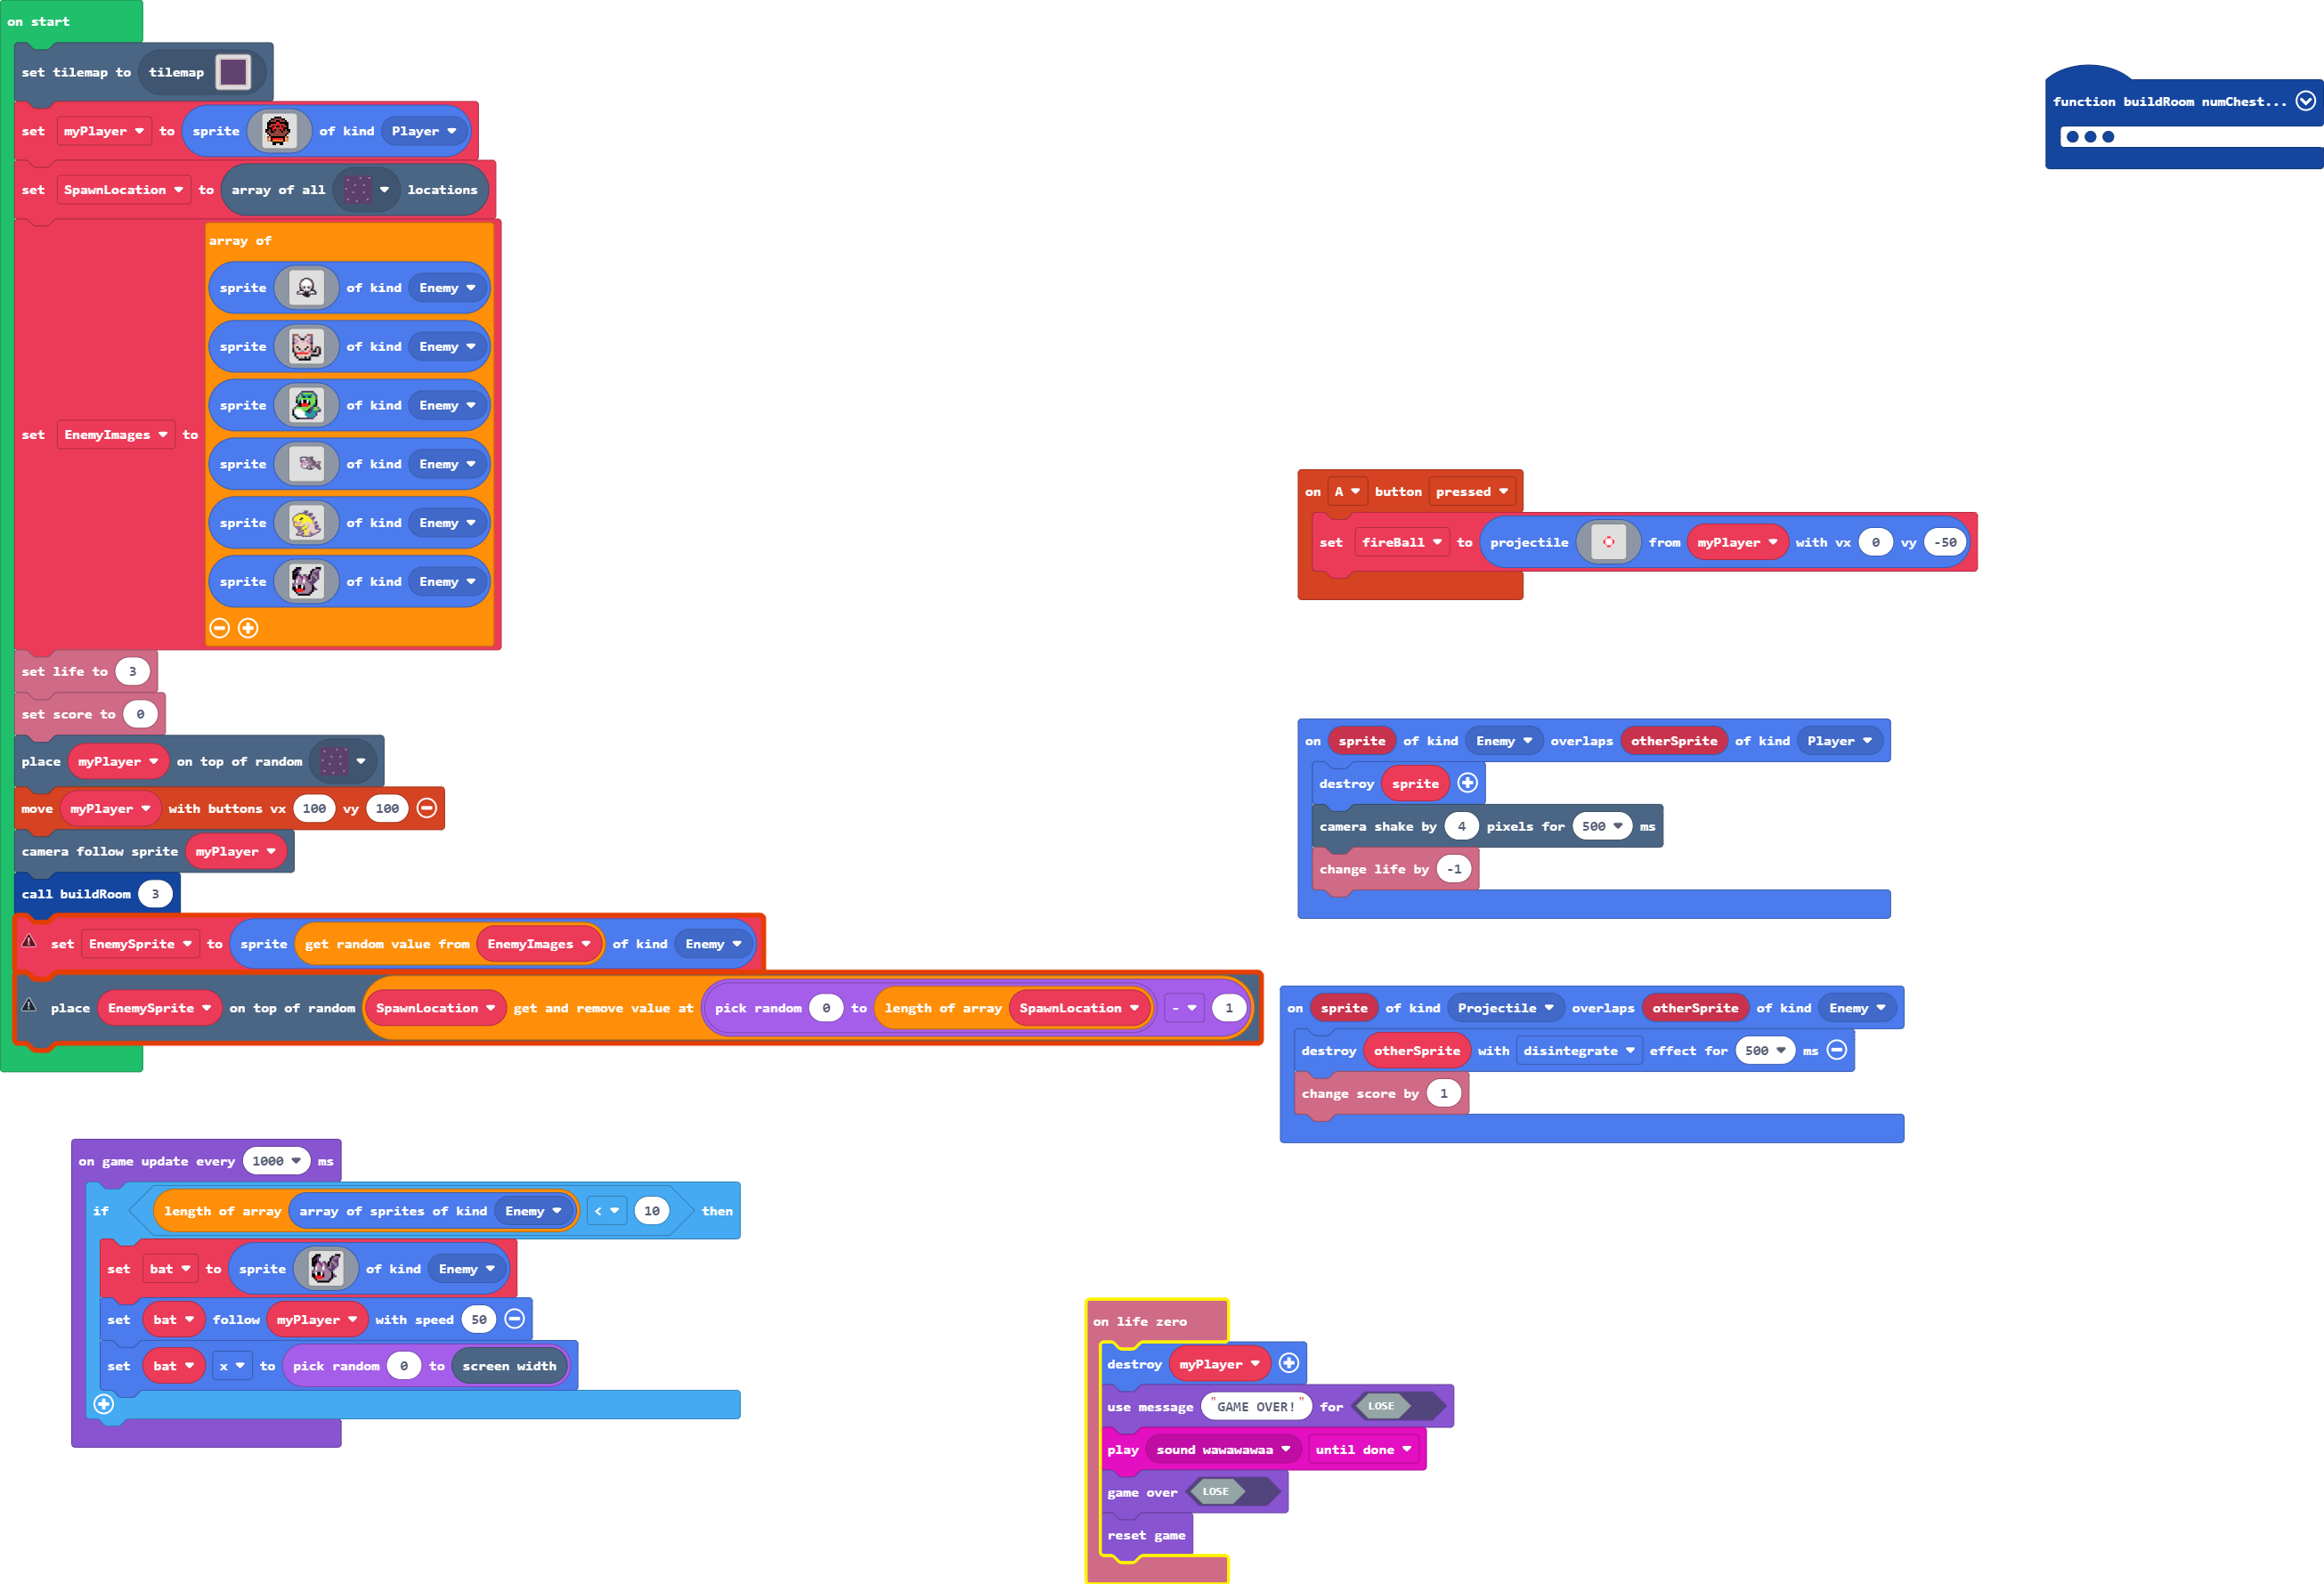 on start
set tilemap to tilemap
set myPlayer to sprite of kind Player
set SpawnLocation to array of all locations
set EnemyImages to array of
sprite of kind Enemy
sprite of kind Enemy
sprite of kind Enemy
sprite of kind Enemy
sprite of kind Enemy
sprite of kind Enemy
set life to 3
set score to 0
place myPlayer on top of random
move myPlayer with buttons vx 100 vy 100
camera follow sprite myPlayer
call buildRoom 3
set EnemySprite to sprite get random value from EnemyImages of kind Enemy
place EnemySprite on top of random SpawnLocation get and remove value at pick random 0 to length of array SpawnLocation - 1
on game update every 1000 ms
if length of array array of sprites of kind Enemy < 10 then
set bat to sprite of kind Enemy
set bat follow myPlayer with speed 50
set bat x to pick random 0 to screen width
function buildRoom numChest...
on A button pressed
set fireBall to projectile from myPlayer with vx 0 vy -50
on sprite of kind Enemy overlaps otherSprite of kind Player
destroy sprite
camera shake by 4 pixels for 500 ms
change life by -1
on sprite of kind Projectile overlaps otherSprite of kind Enemy
destroy otherSprite with disintegrate effect for 500 ms
change score by 1
on life zero
destroy myPlayer
use message "GAME OVER!" for LOSE
play sound wawawawaa until done
game over LOSE
reset game